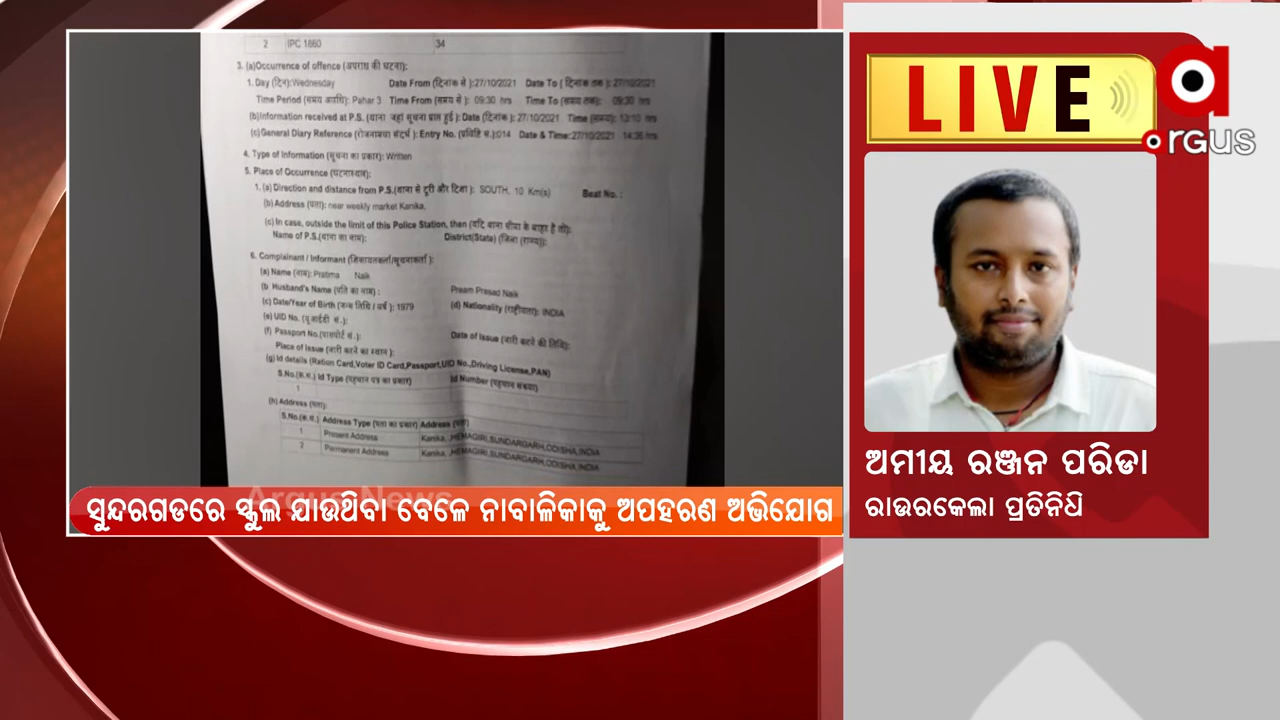 2 IPC 1860 34
3. (a)Occurrence of offence (अपराध की घटना):
1. Day (दिन):Wednesday Date From (दिनांक से ):27/10/2021 Date To ( दिनांक तक ): 27/10/2021
Time Period (समय अवधि): Pahar 3 Time From (समय से ): 09:30 hrs Time To (समय तक): 09:30 hrs
(b)Information received at P.S. (थाना जहां सूचना प्राप्त हुई ): Date (दिनांक ): 27/10/2021 Time (समय): 13:10 hrs
(c)General Diary Reference (रोजनामचा संदर्भ ): Entry No. (प्रविष्टि सं.):014 Date & Time:27/10/2021 14:36 hrs
4. Type of Information (सूचना का प्रकार): Written
5. Place of Occurrence (घटनास्थल):
1. (a) Direction and distance from P.S.(थाना से दूरी और दिशा ): SOUTH, 10 Km(s) Beat No. :
(b) Address (पता): near weekly market Kanika,
(c) In case, outside the limit of this Police Station, then (यदि थाना सीमा के बाहर है तो):
Name of P.S.(थाना का नाम): District(State) (जिला (राज्य)):
6. Complainant / Informant (शिकायतकर्ता/सूचनाकर्ता ):
(a) Name (नाम): Pratima Naik
(b Husband's Name (पति का नाम) : Pream Prasad Naik
(c) Date/Year of Birth (जन्म तिथि / वर्ष ): 1979 (d) Nationality (राष्ट्रीयता): INDIA
(e) UID No. (यूआईडी सं.):
(f) Passport No.(पासपोर्ट सं.): Date of Issue (जारी करने की तिथि):
Place of Issue (जारी करने का स्थान ):
(g) Id details (Ration Card,Voter ID Card,Passport,UID No.,Driving License,PAN)
S.No.(क्र.सं.) Id Type (पहचान पत्र का प्रकार) Id Number (पहचान संख्या)
1
(h) Address (पता):
S.No.(क्र.सं.) Address Type (पता का प्रकार) Address (पता)
1 Present Address Kanika, ,HEMAGIRI,SUNDARGARH,ODISHA,INDIA
2 Permanent Address Kanika, ,HEMAGIRI,SUNDARGARH,ODISHA,INDIA
Argus News
ସୁନ୍ଦରଗଡରେ ସ୍କୁଲ ଯାଉଥିବା ବେଳେ ନାବାଳିକାକୁ ଅପହରଣ ଅଭିଯୋଗ
LIVE
argus
ଅମୀୟ ରଞ୍ଜନ ପରିଡା
ରାଉରକେଲା ପ୍ରତିନିଧି